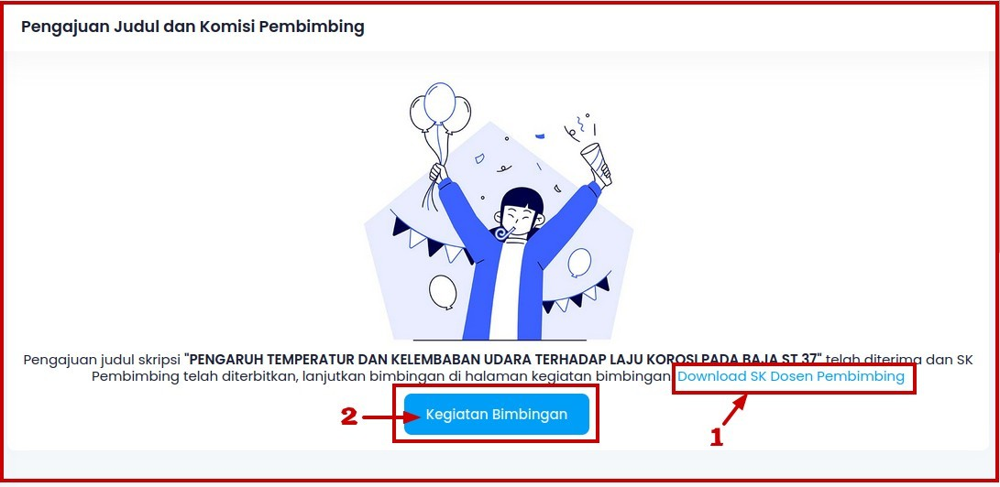 Pengajuan Judul dan Komisi Pembimbing
Pengajuan judul skripsi "PENGARUH TEMPERATUR DAN KELEMBABAN UDARA TERHADAP LAJU KOROSI PADA BAJA ST 37" telah diterima dan SK
Pembimbing telah diterbitkan, lanjutkan bimbingan di halaman kegiatan bimbingan Download SK Dosen Pembimbing
2 Kegiatan Bimbingan
1